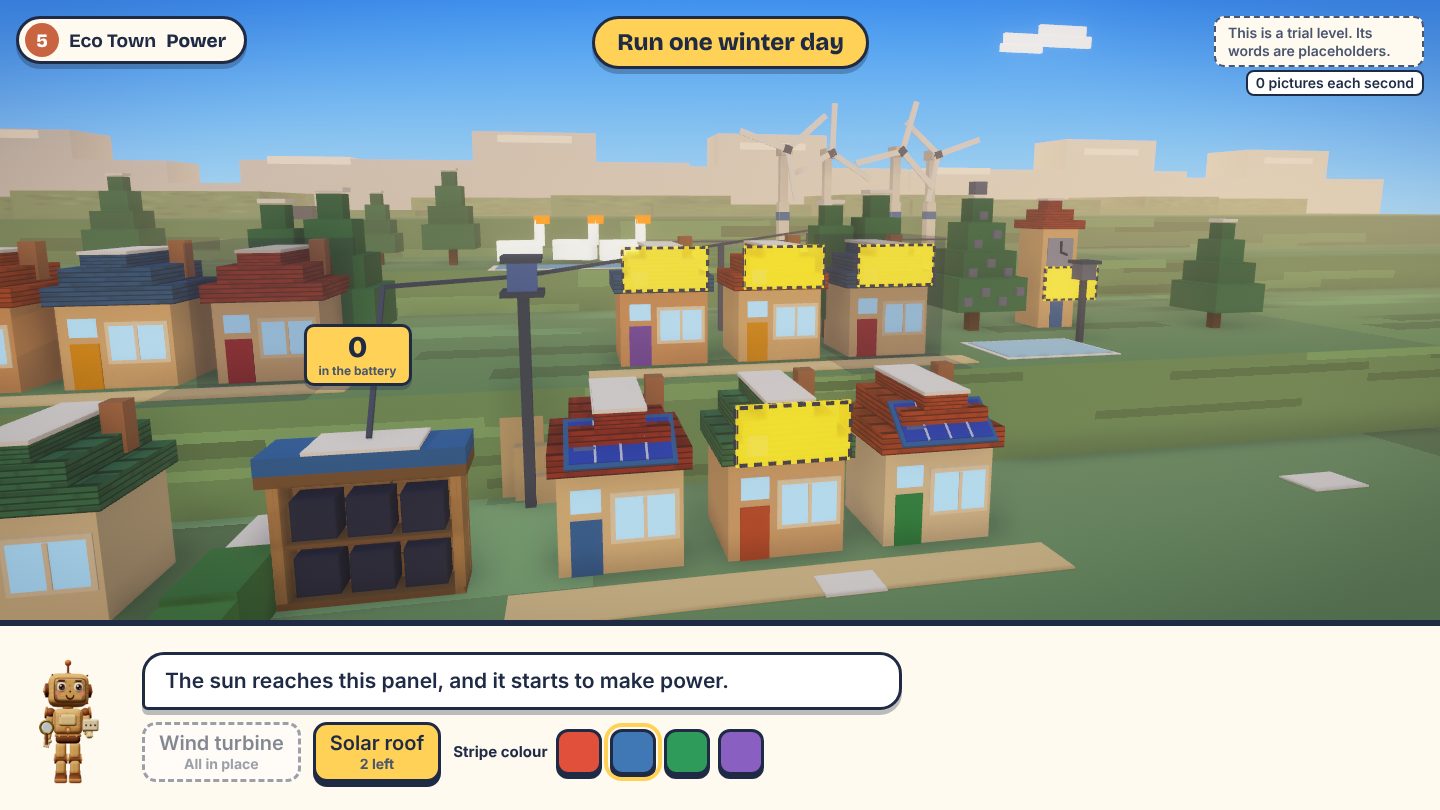 5 Eco Town Power
Run one winter day
This is a trial level. Its
words are placeholders.
0 pictures each second
0
in the battery
The sun reaches this panel, and it starts to make power.
Wind turbine
All in place
Solar roof
2 left
Stripe colour